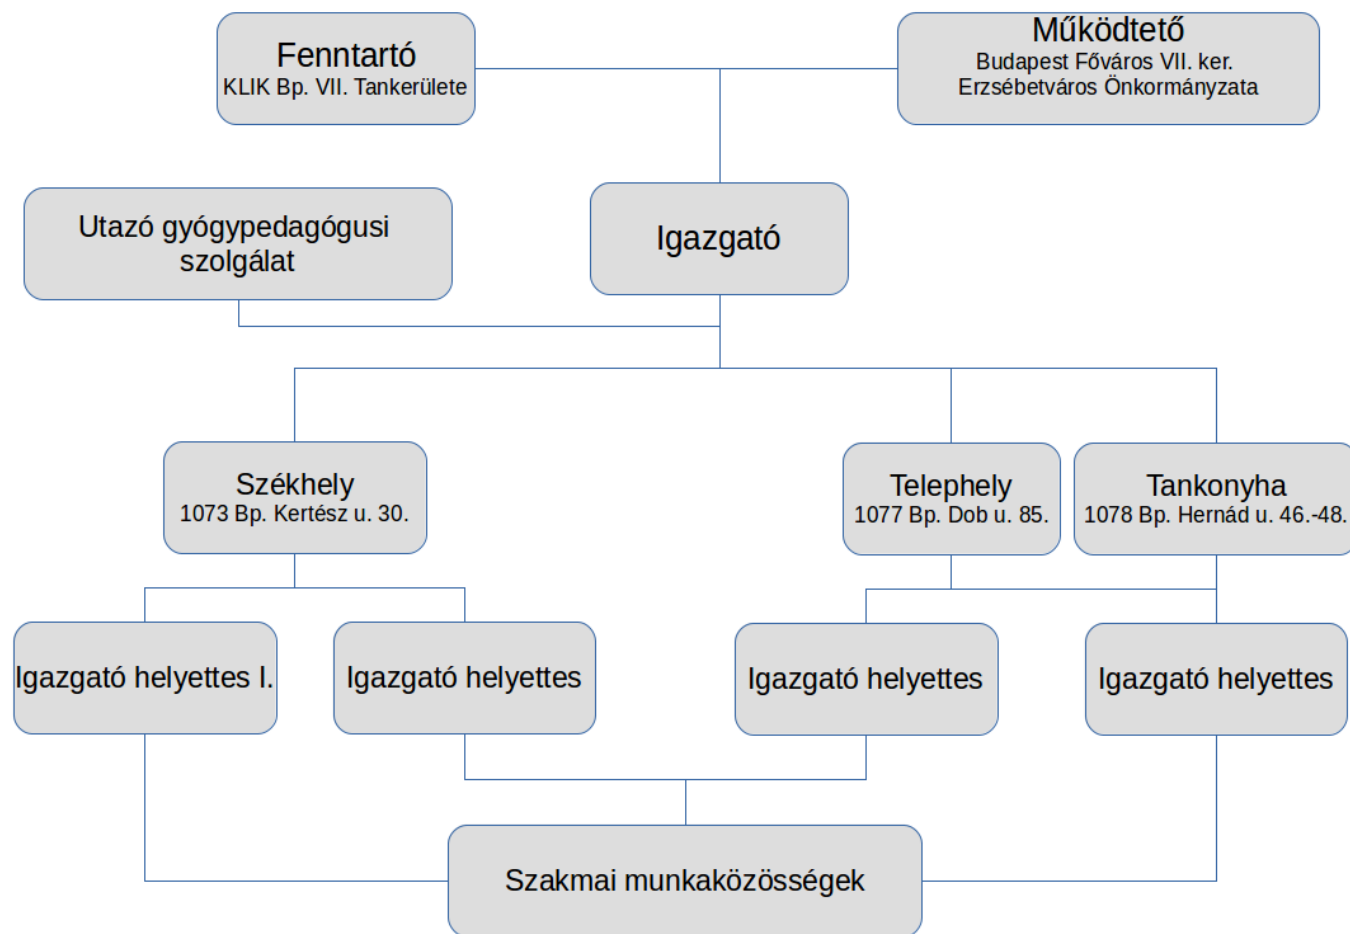 Fenntartó
KLIK Bp. VII. Tankerülete
Működtető
Budapest Főváros VII. ker.
Erzsébetváros Önkormányzata
Utazó gyógypedagógusi
szolgálat
Igazgató
Székhely
1073 Bp. Kertész u. 30.
Telephely
1077 Bp. Dob u. 85.
Tankonyha
1078 Bp. Hernád u. 46.-48.
Igazgató helyettes I.
Igazgató helyettes
Igazgató helyettes
Igazgató helyettes
Szakmai munkaközösségek